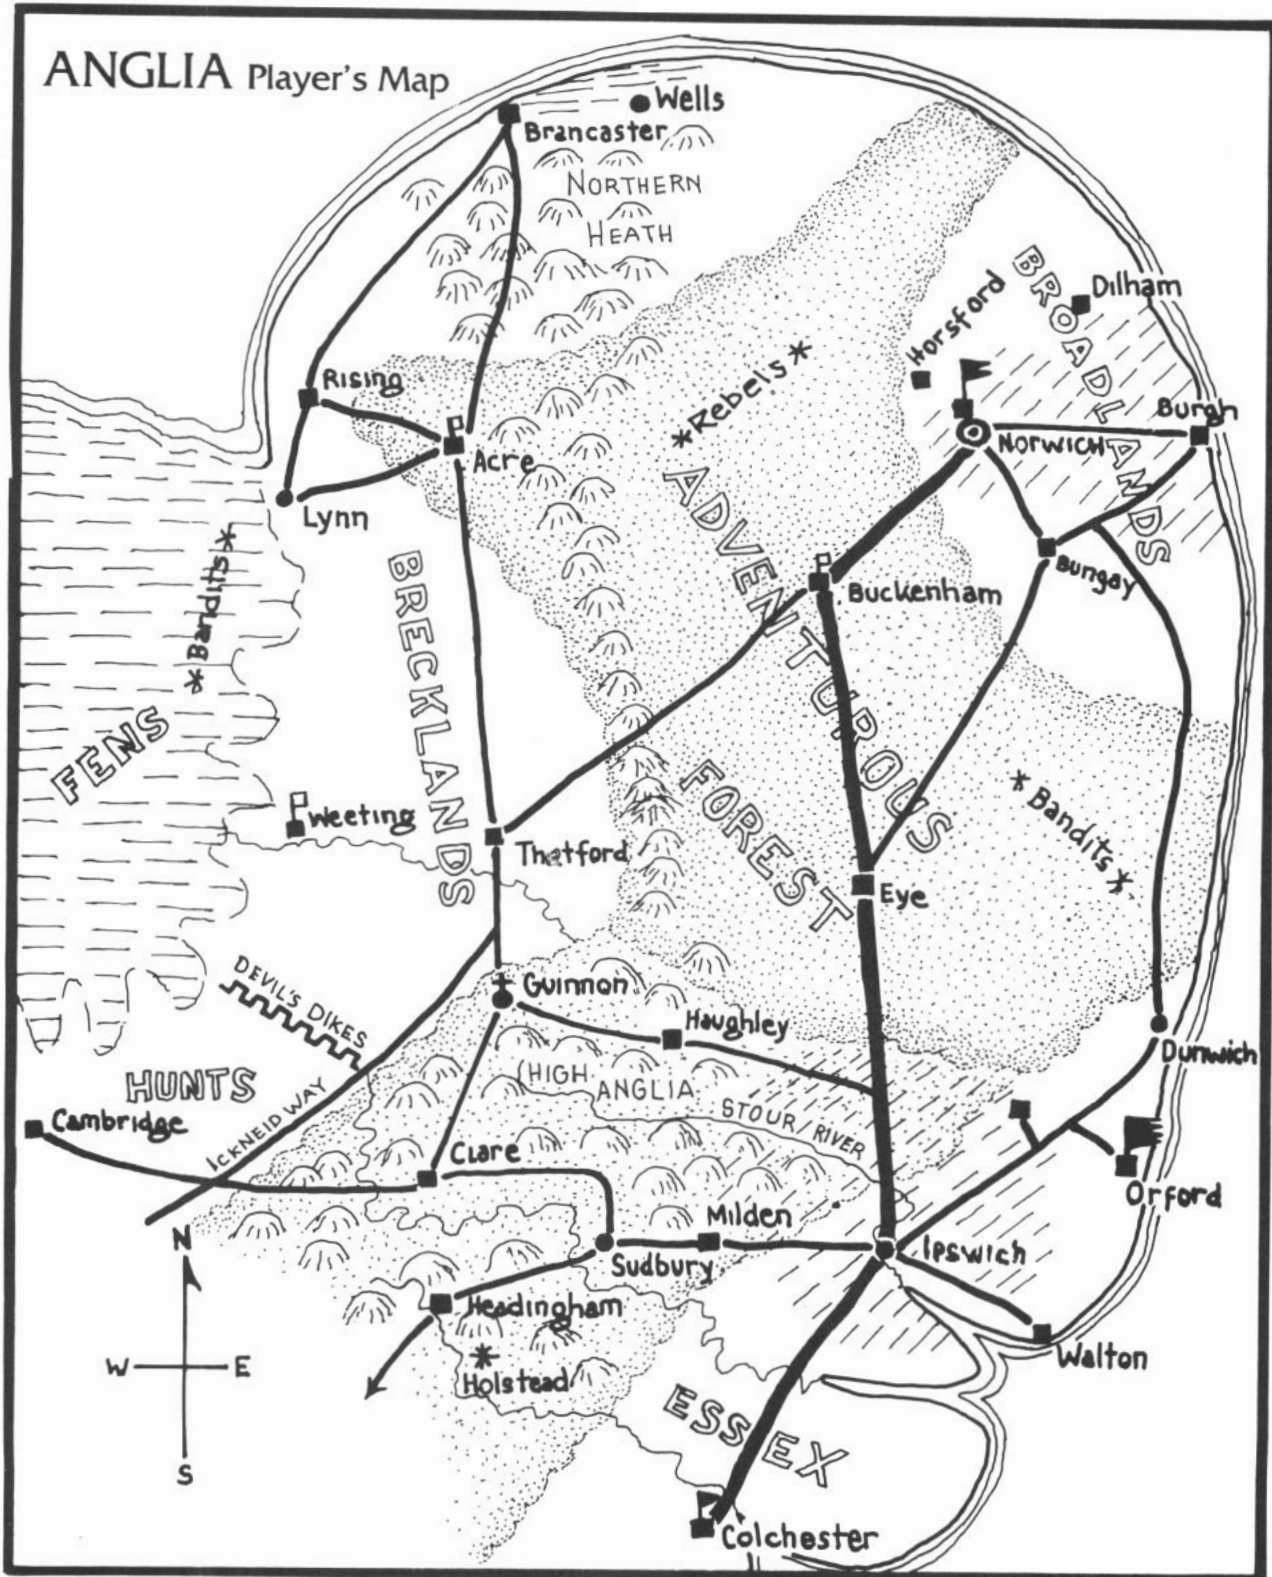 ANGLIA Player's Map
Wells
Brancaster
NORTHERN
HEATH
BROADLANDS
Dilham
Horsford
Rebels
Rising
Burgh
NORWICH
Acre
Lynn
ADVENTUROUS
FOREST
Bandits
BRECKLANDS
Bungay
Buckenham
FENS
Weeting
Thetford
Bandits
Eye
DEVIL'S DIKES
Guinnon
Haughley
Dunwich
HUNTS
HIGH ANGLIA
STOUR RIVER
Cambridge
ICKNEID WAY
Clare
Orford
Milden
N
Ipswich
Sudbury
Headingham
W E
Walton
Holstead
ESSEX
S
Colchester